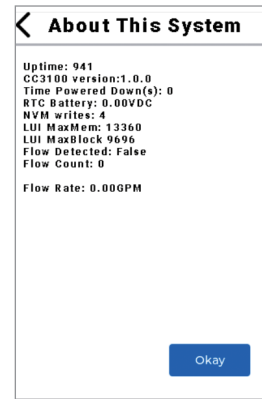 About This System
Uptime: 941
CC3100 version:1.0.0
Time Powered Down(s): 0
RTC Battery: 0.00VDC
NVM writes: 4
LUI MaxMem: 13360
LUI MaxBlock 9696
Flow Detected: False
Flow Count: 0
Flow Rate: 0.00GPM
Okay